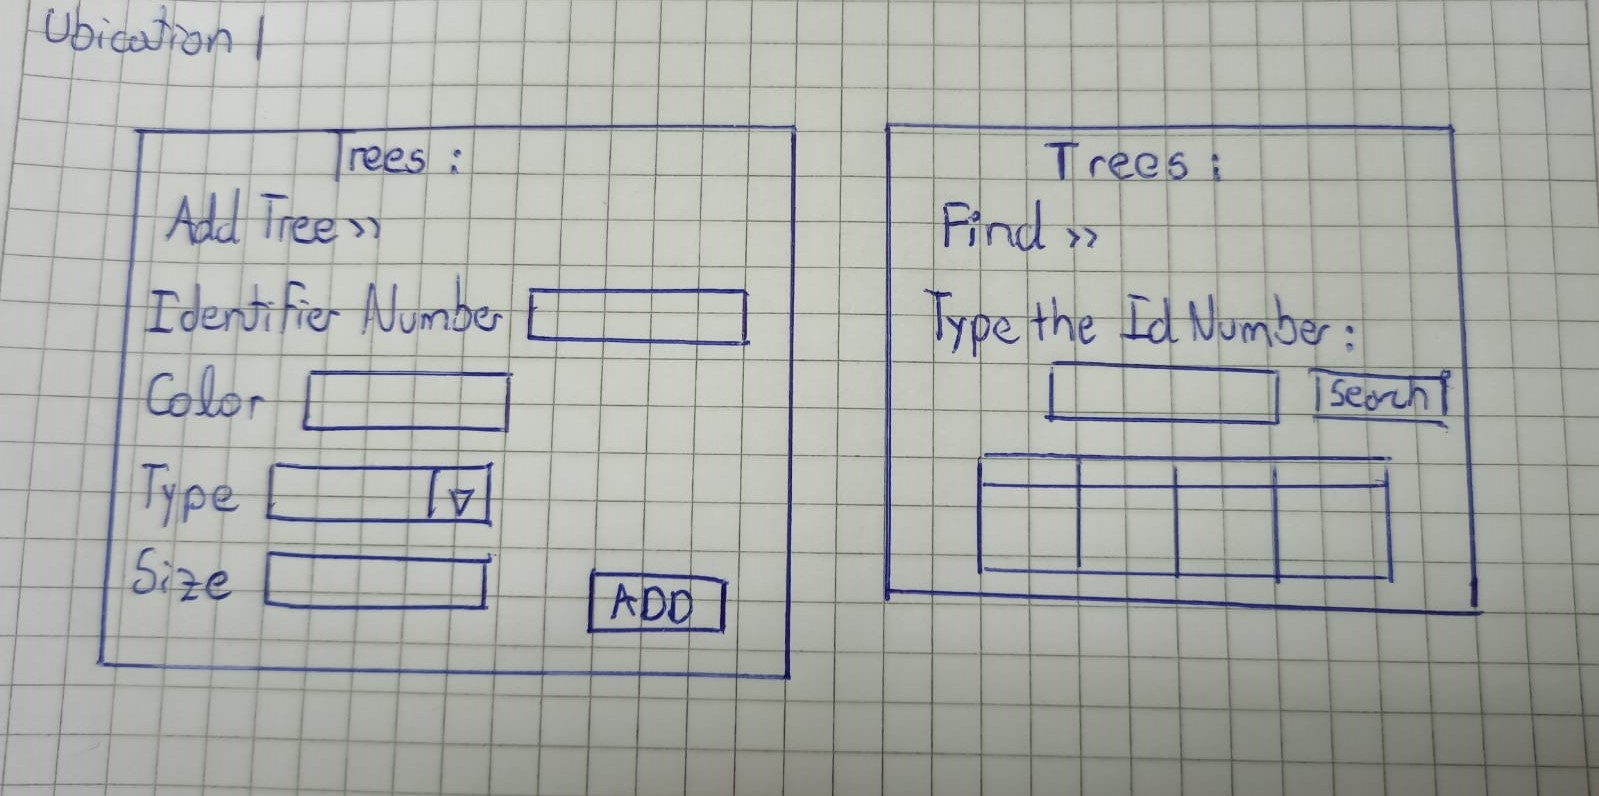 Ubication 1
Trees:
Add Tree >>
Identifier Number
Color
Type
Size
ADD
Trees:
Find >>
Type the Id Number:
Search